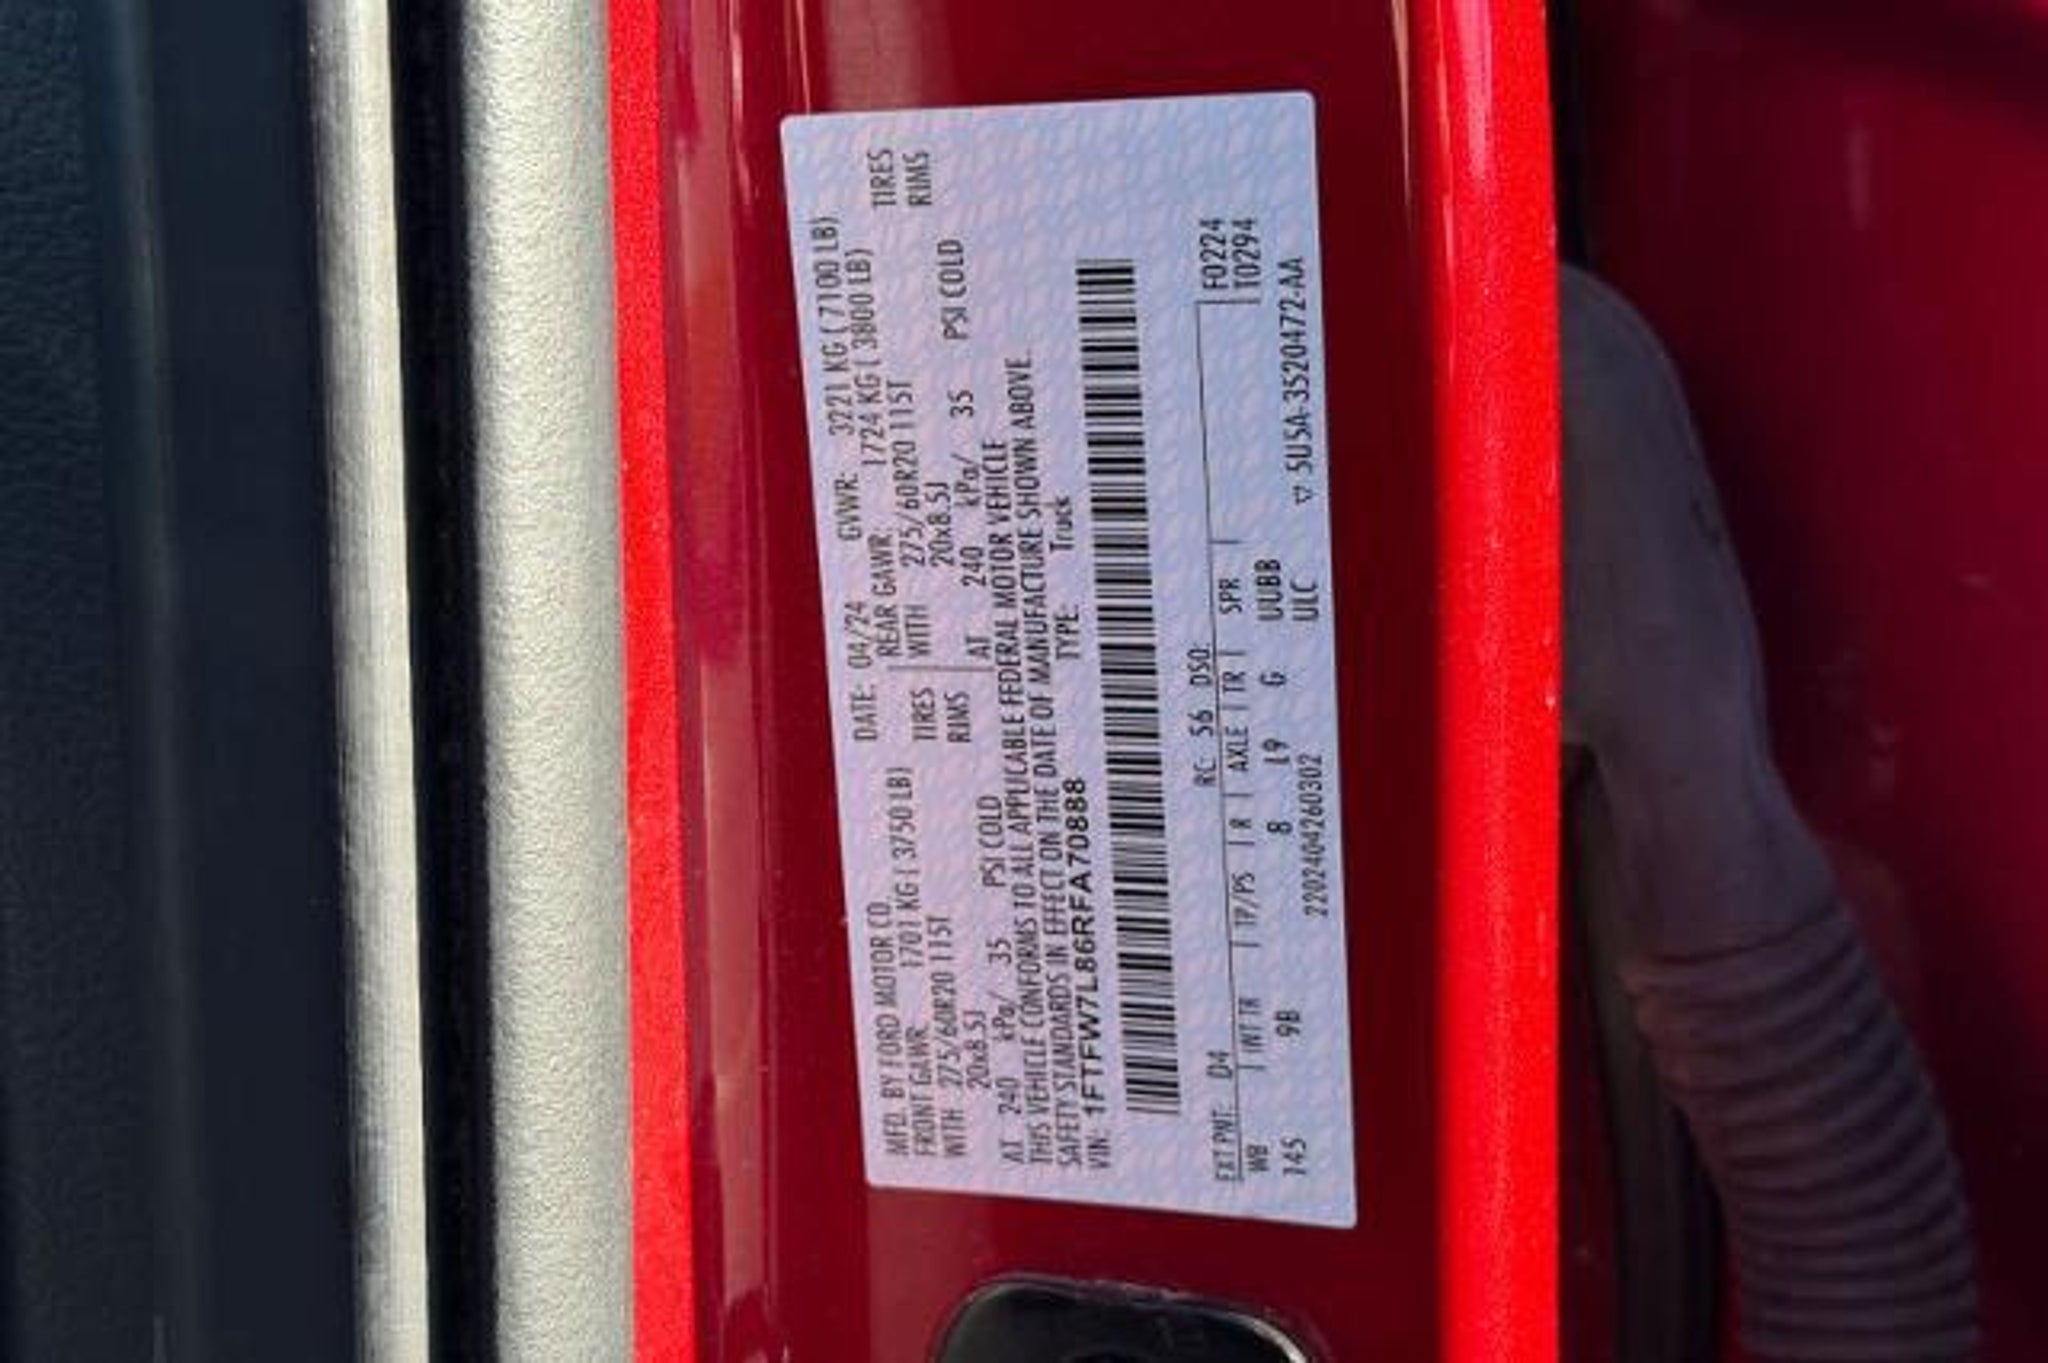 MFD. BY FORD MOTOR CO. DATE: 04/24 GVWR: 3221 KG ( 7100 LB)
FRONT GAWR: 1701 KG ( 3750 LB) REAR GAWR: 1724 KG ( 3800 LB)
WITH 275/60R20 115T TIRES WITH 275/60R20 115T TIRES
20x8.5J RIMS 20x8.5J RIMS
AT 240 kPa/ 35 PSI COLD AT 240 kPa/ 35 PSI COLD
THIS VEHICLE CONFORMS TO ALL APPLICABLE FEDERAL MOTOR VEHICLE
SAFETY STANDARDS IN EFFECT ON THE DATE OF MANUFACTURE SHOWN ABOVE.
VIN: 1FTFW7L86RFA70888 TYPE: Truck
EXT PNT: D4 RC: 56 DSO: F0224
WB INT TR TP/PS R AXLE TR SPR T0294
145 9B 8 L9 G UUBB
2202404260302 ULC ▽ 5U5A-3520472-AA